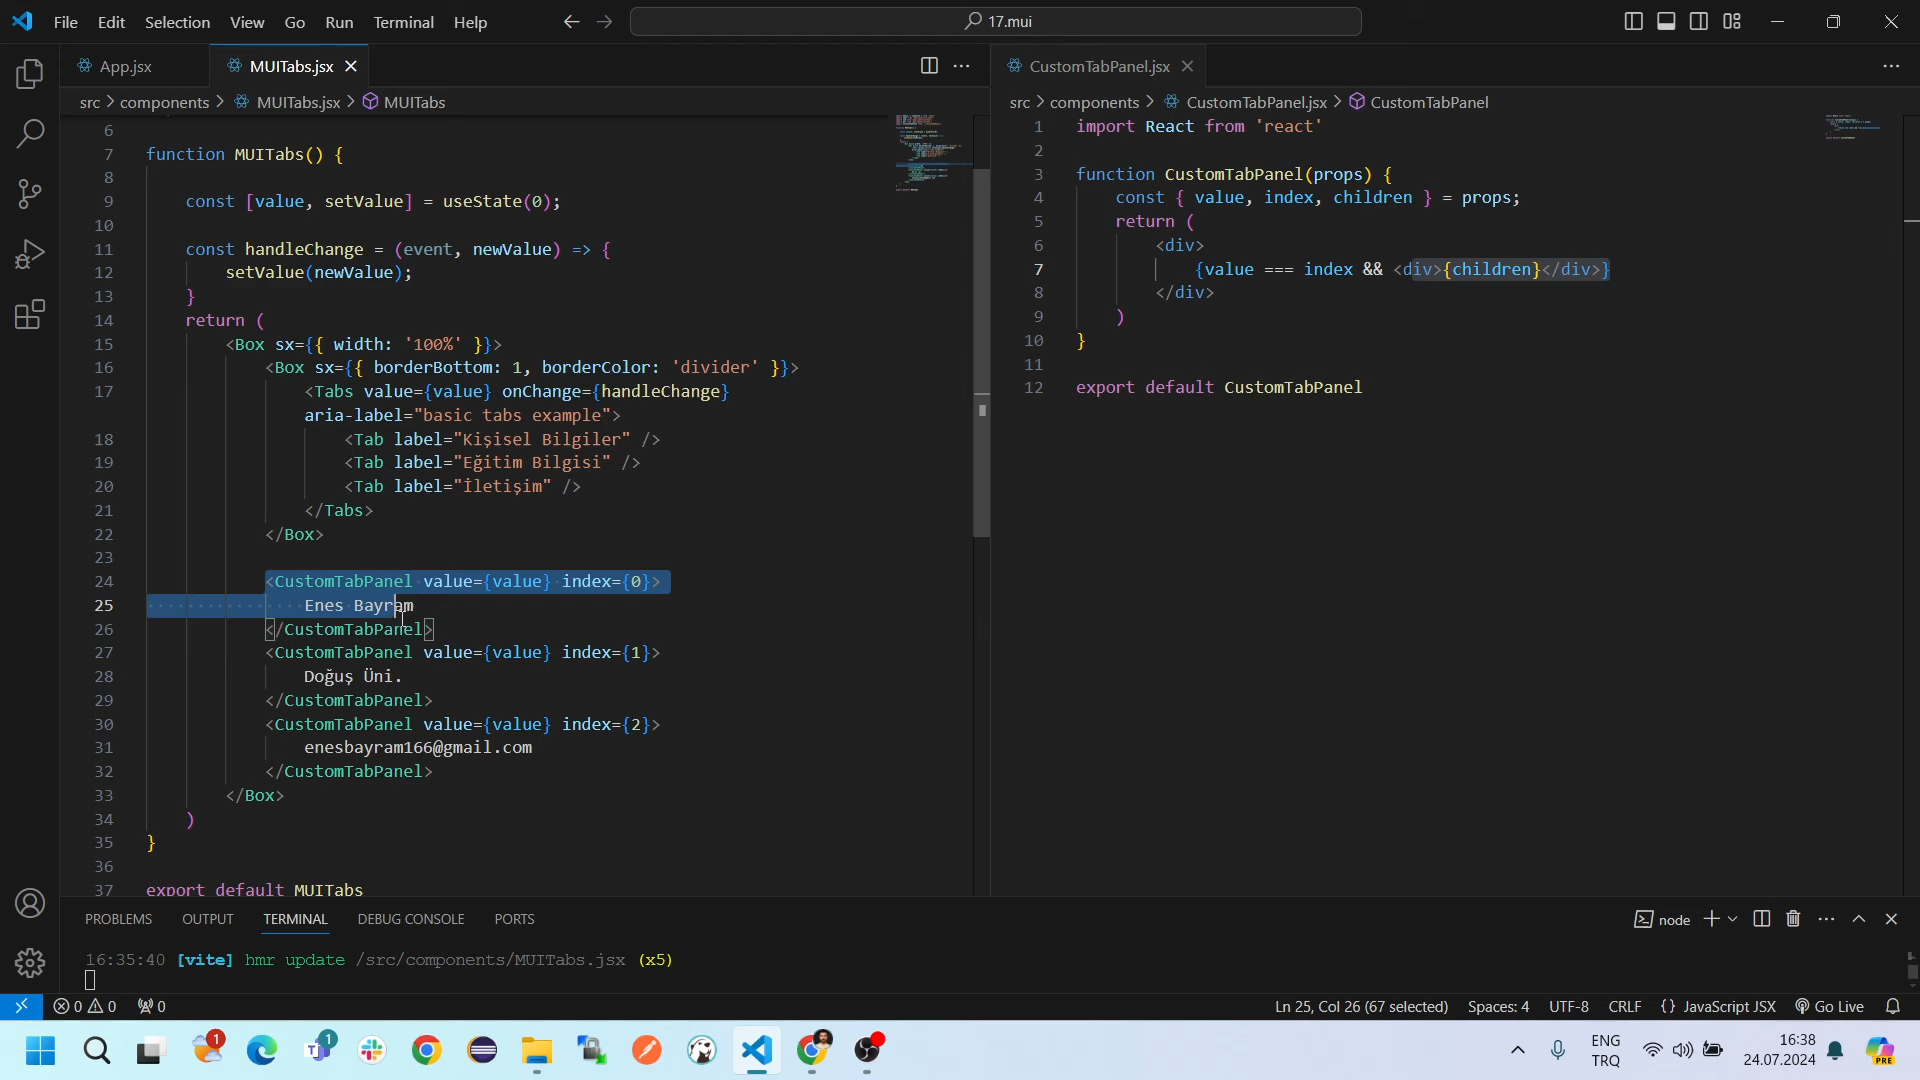 File Edit Selection View Go Run Terminal Help
17.mui
App.jsx
MUITabs.jsx
CustomTabPanel.jsx
src > components > MUITabs.jsx > MUITabs
6
7 function MUITabs() {
8
9 const [value, setValue] = useState(0);
10
11 const handleChange = (event, newValue) => {
12 setValue(newValue);
13 }
14 return (
15 <Box sx={{ width: '100%' }}>
16 <Box sx={{ borderBottom: 1, borderColor: 'divider' }}>
17 <Tabs value={value} onChange={handleChange}
aria-label="basic tabs example">
18 <Tab label="Kişisel Bilgiler" />
19 <Tab label="Eğitim Bilgisi" />
20 <Tab label="İletişim" />
21 </Tabs>
22 </Box>
23
24 <CustomTabPanel value={value} index={0}>
25 Enes Bayram
26 </CustomTabPanel>
27 <CustomTabPanel value={value} index={1}>
28 Doğuş Üni.
29 </CustomTabPanel>
30 <CustomTabPanel value={value} index={2}>
31 enesbayram166@gmail.com
32 </CustomTabPanel>
33 </Box>
34 )
35 }
36
37 export default MUITabs
src > components > CustomTabPanel.jsx > CustomTabPanel
1 import React from 'react'
2
3 function CustomTabPanel(props) {
4 const { value, index, children } = props;
5 return (
6 <div>
7 {value === index && <div>{children}</div>}
8 </div>
9 )
10 }
11
12 export default CustomTabPanel
PROBLEMS OUTPUT TERMINAL DEBUG CONSOLE PORTS
node
16:35:40 [vite] hmr update /src/components/MUITabs.jsx (x5)
0 0 0
Ln 25, Col 26 (67 selected) Spaces: 4 UTF-8 CRLF {} JavaScript JSX Go Live
1
1
ENG
TRQ
16:38
24.07.2024
PRE